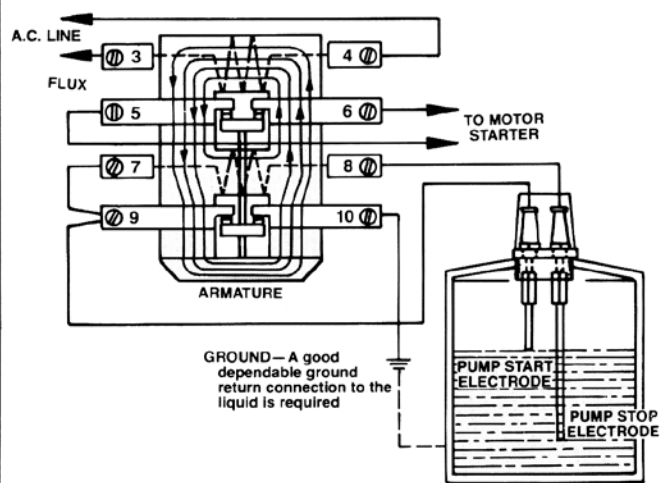 A.C. LINE
3
4
FLUX
5
6
TO MOTOR
STARTER
7
8
9
10
ARMATURE
GROUND—A good
dependable ground
return connection to the
liquid is required
PUMP START
ELECTRODE
PUMP STOP
ELECTRODE